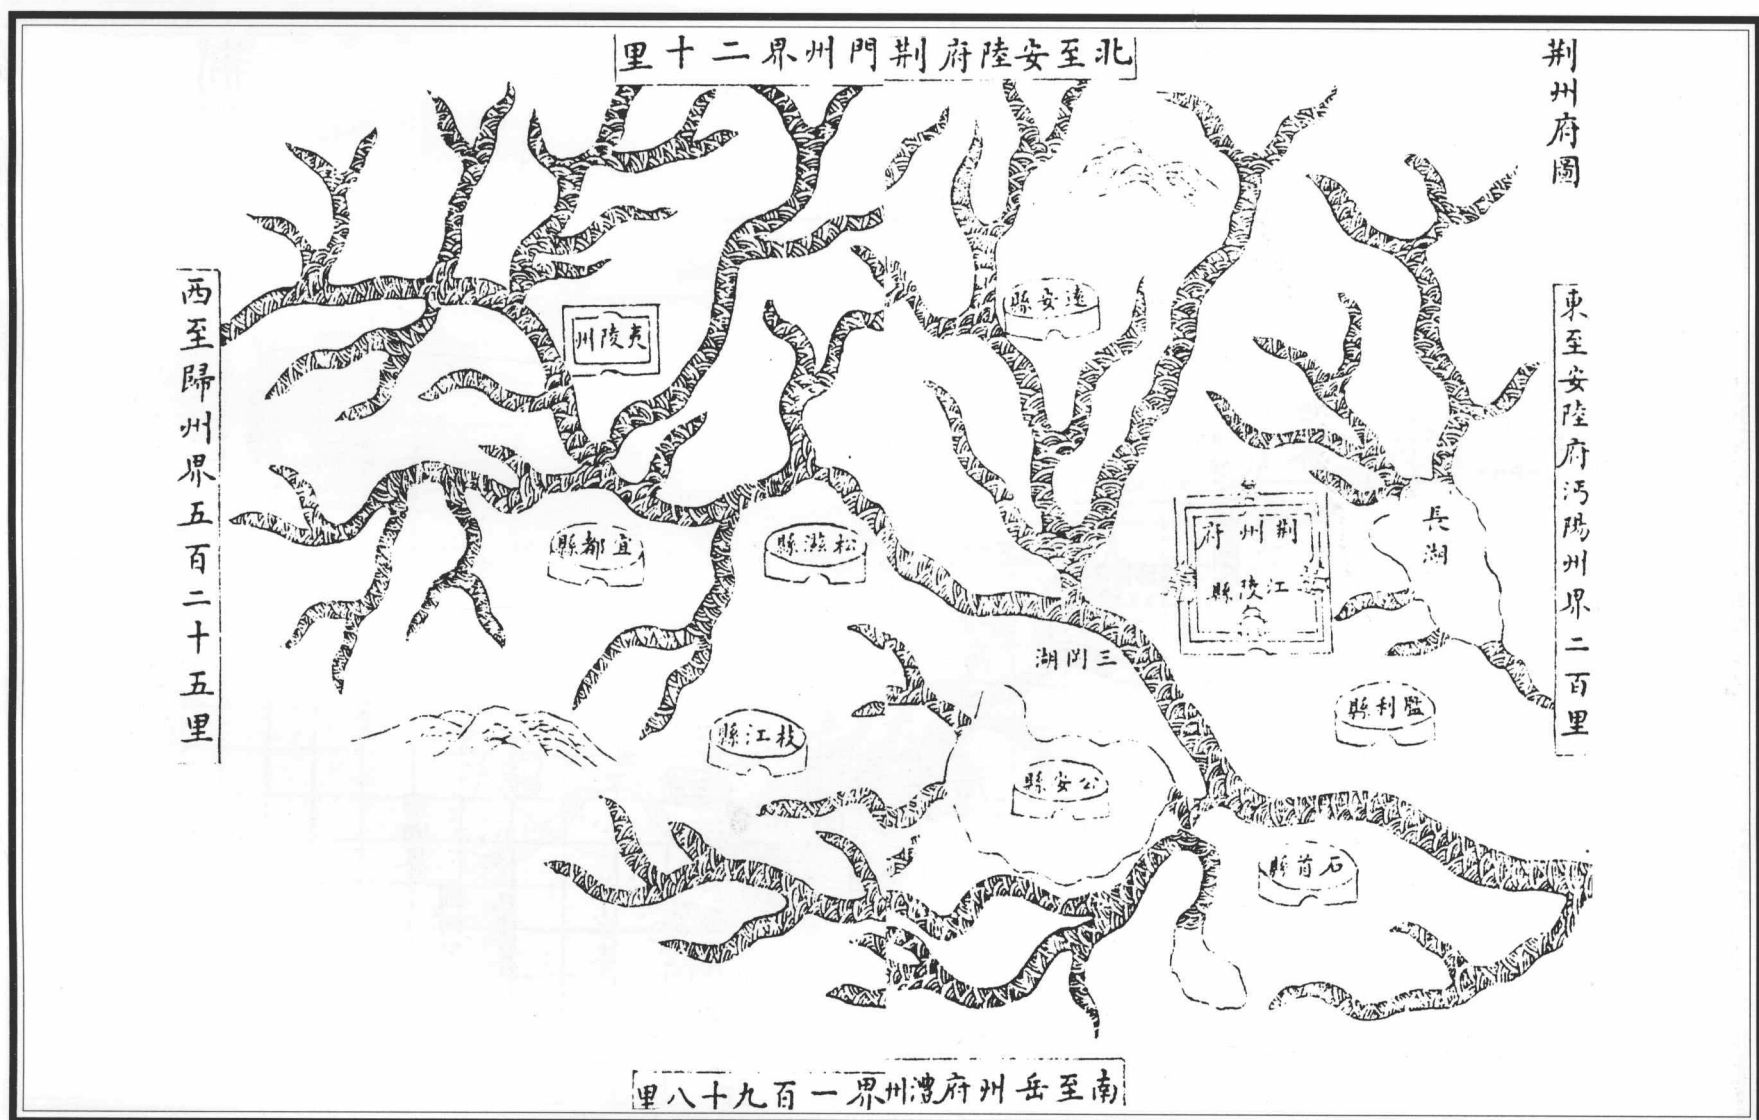 荆州府圖
北至安陸府荆門州界二十里
東至安陸府沔陽州界二百里
西至歸州界五百二十五里
南至岳州府澧州界一百九十八里
遠安縣
夷陵州
荆州府
江陵縣
長湖
宜都縣
松滋縣
三閃湖
監利縣
枝江縣
公安縣
石首縣